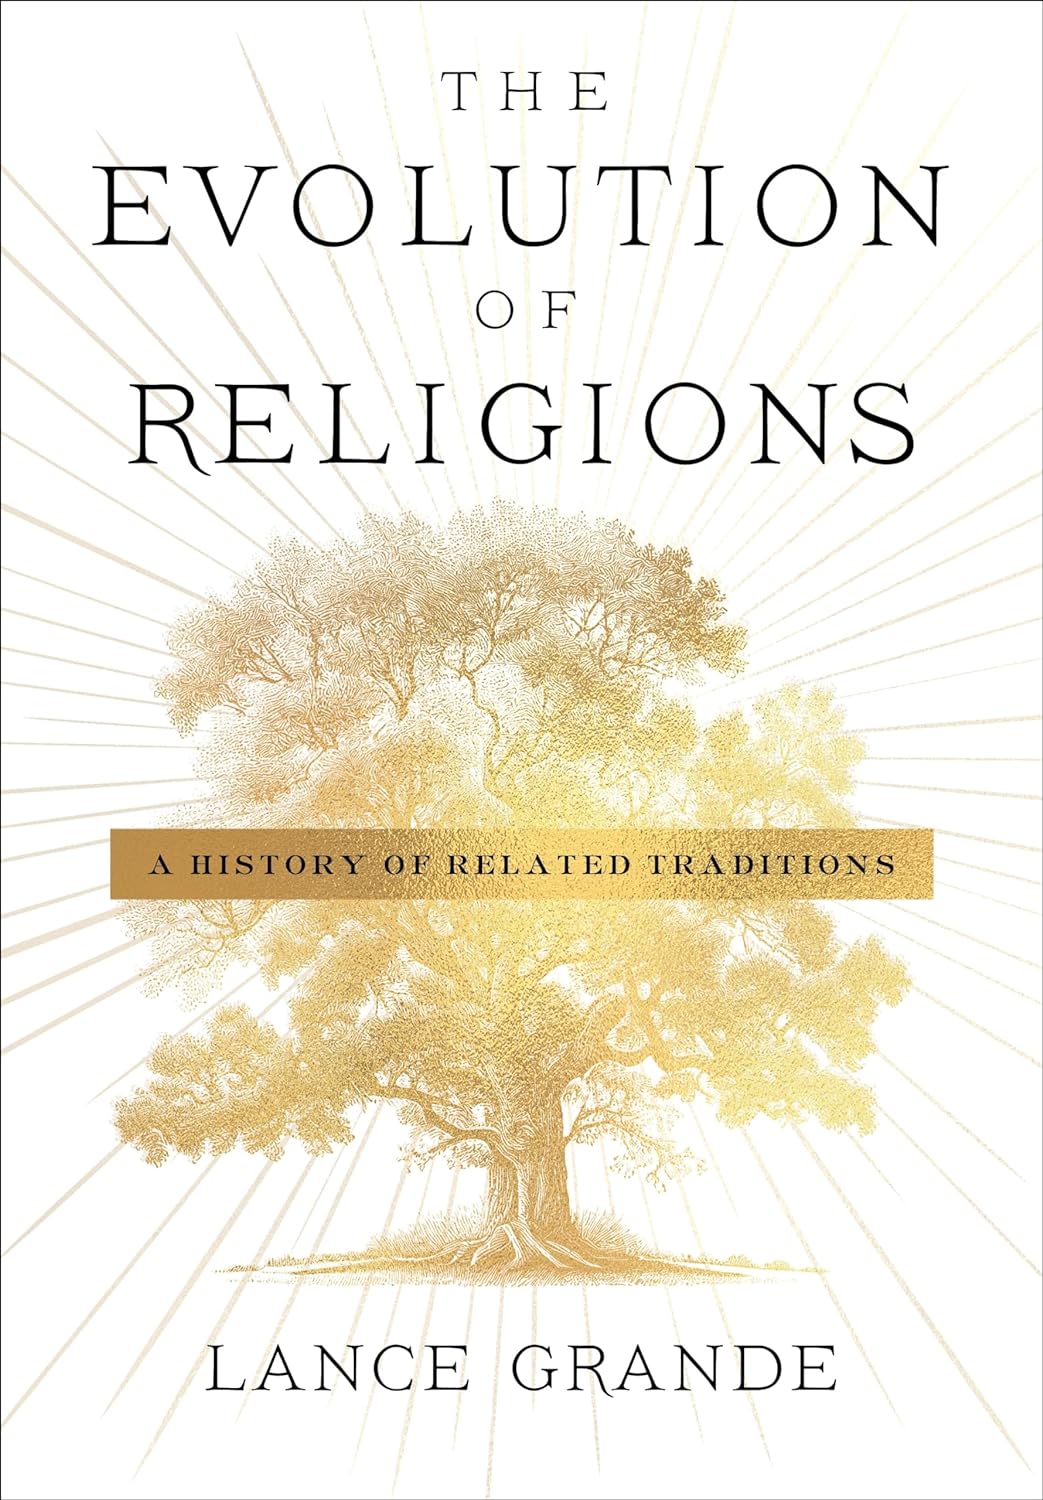 THE
EVOLUTION
OF
RELIGIONS
A HISTORY OF RELATED TRADITIONS
LANCE GRANDE